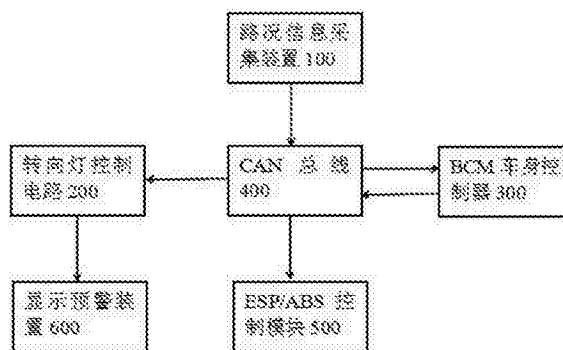 路况信息采
集装置 100
转向灯控制
电路 200
CAN 总线
400
BCM 车身控
制器 300
显示预警装
置 600
ESP/ABS 控
制模块 500